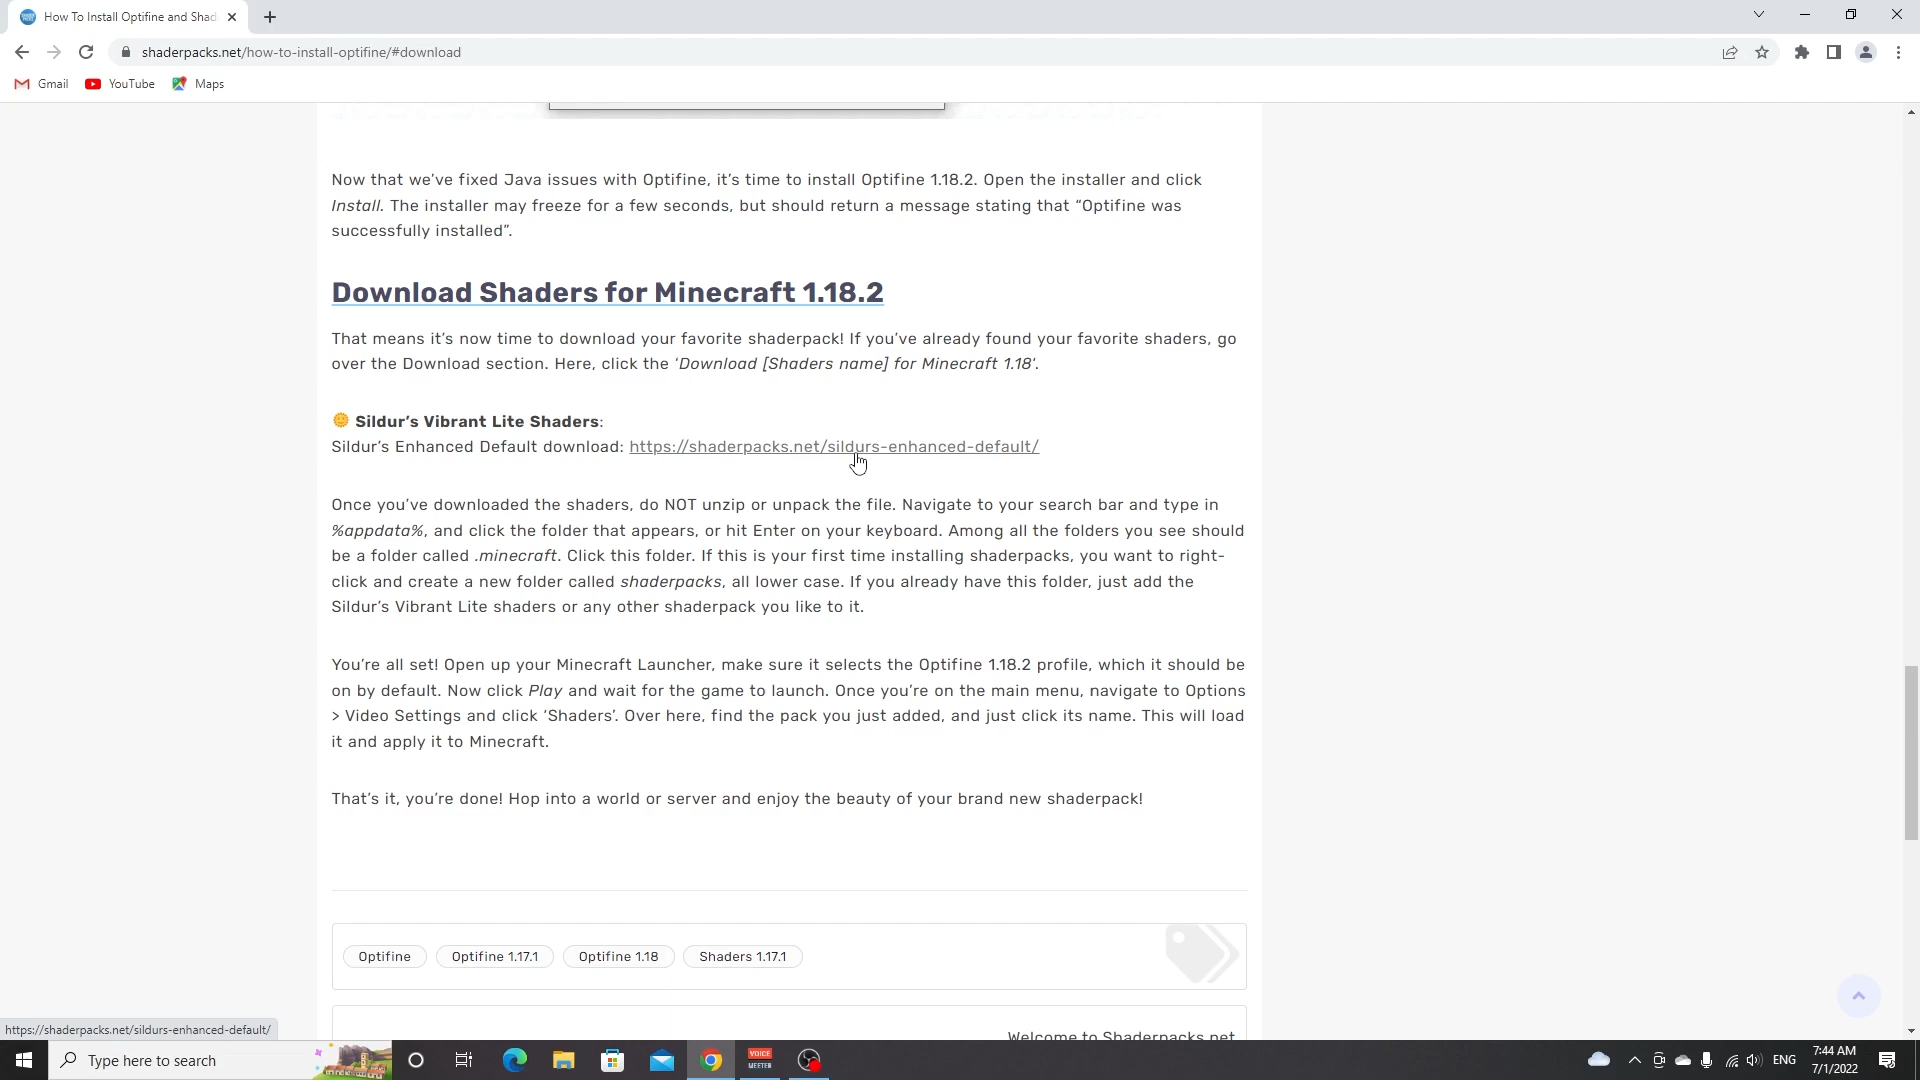 How To Install Optifine and Shad
shaderpacks.net/how-to-install-optifine/#download
Gmail
YouTube
Maps
Now that we've fixed Java issues with Optifine, it's time to install Optifine 1.18.2. Open the installer and click
Install. The installer may freeze for a few seconds, but should return a message stating that “Optifine was
successfully installed”.
Download Shaders for Minecraft 1.18.2
That means it's now time to download your favorite shaderpack! If you've already found your favorite shaders, go
over the Download section. Here, click the ‘Download [Shaders name] for Minecraft 1.18‘.
Sildur's Vibrant Lite Shaders:
Sildur's Enhanced Default download: https://shaderpacks.net/sildurs-enhanced-default/
Once you've downloaded the shaders, do NOT unzip or unpack the file. Navigate to your search bar and type in
%appdata%, and click the folder that appears, or hit Enter on your keyboard. Among all the folders you see should
be a folder called .minecraft. Click this folder. If this is your first time installing shaderpacks, you want to right-
click and create a new folder called shaderpacks, all lower case. If you already have this folder, just add the
Sildur's Vibrant Lite shaders or any other shaderpack you like to it.
You're all set! Open up your Minecraft Launcher, make sure it selects the Optifine 1.18.2 profile, which it should be
on by default. Now click Play and wait for the game to launch. Once you're on the main menu, navigate to Options
> Video Settings and click ‘Shaders’. Over here, find the pack you just added, and just click its name. This will load
it and apply it to Minecraft.
That's it, you're done! Hop into a world or server and enjoy the beauty of your brand new shaderpack!
Optifine
Optifine 1.17.1
Optifine 1.18
Shaders 1.17.1
Welcome to Shaderpacks.net
https://shaderpacks.net/sildurs-enhanced-default/
Type here to search
VOICE
MEETER
ENG
7:44 AM
7/1/2022